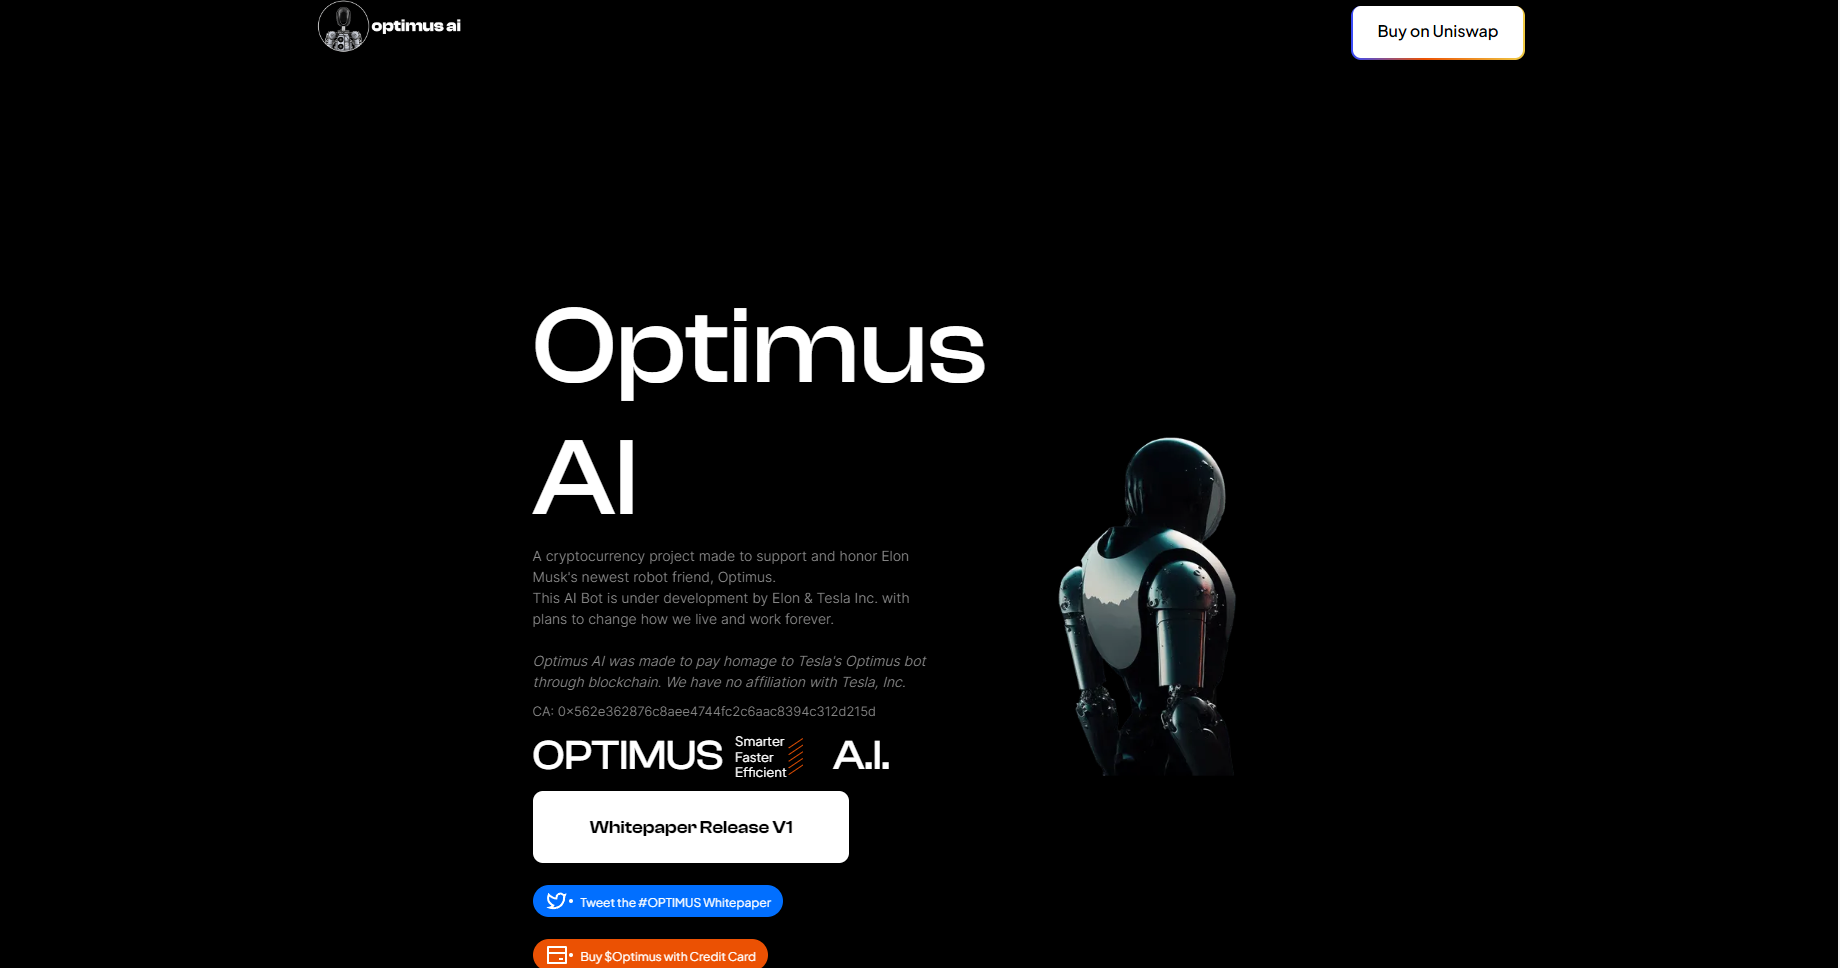 optimus ai
Buy on Uniswap
Optimus
AI
A cryptocurrency project made to support and honor Elon
Musk's newest robot friend, Optimus.
This AI Bot is under development by Elon & Tesla Inc. with
plans to change how we live and work forever.
Optimus AI was made to pay homage to Tesla's Optimus bot
through blockchain. We have no affiliation with Tesla, Inc.
CA: 0x562e362876c8aee4744fc2c6aac8394c312d215d
OPTIMUS
Smarter
Faster
Efficient
A.I.
Whitepaper Release V1
Tweet the #OPTIMUS Whitepaper
Buy $Optimus with Credit Card